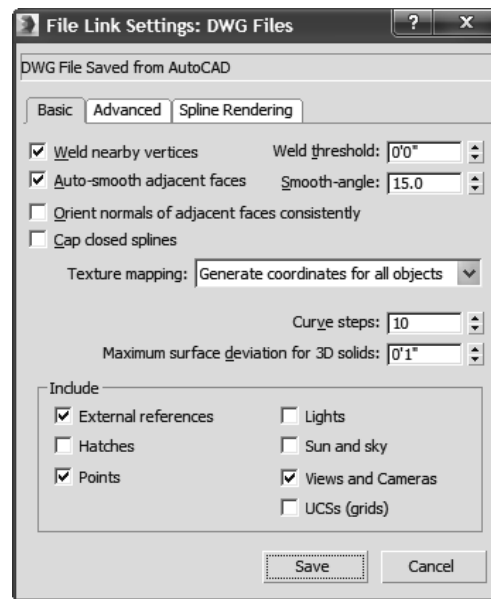 File Link Settings: DWG Files
DWG File Saved from AutoCAD
Basic Advanced Spline Rendering
Weld nearby vertices Weld threshold: 0'0"
Auto-smooth adjacent faces Smooth-angle: 15.0
Orient normals of adjacent faces consistently
Cap closed splines
Texture mapping: Generate coordinates for all objects
Curve steps: 10
Maximum surface deviation for 3D solids: 0'1"
Include
External references Lights
Hatches Sun and sky
Points Views and Cameras
UCSs (grids)
Save Cancel